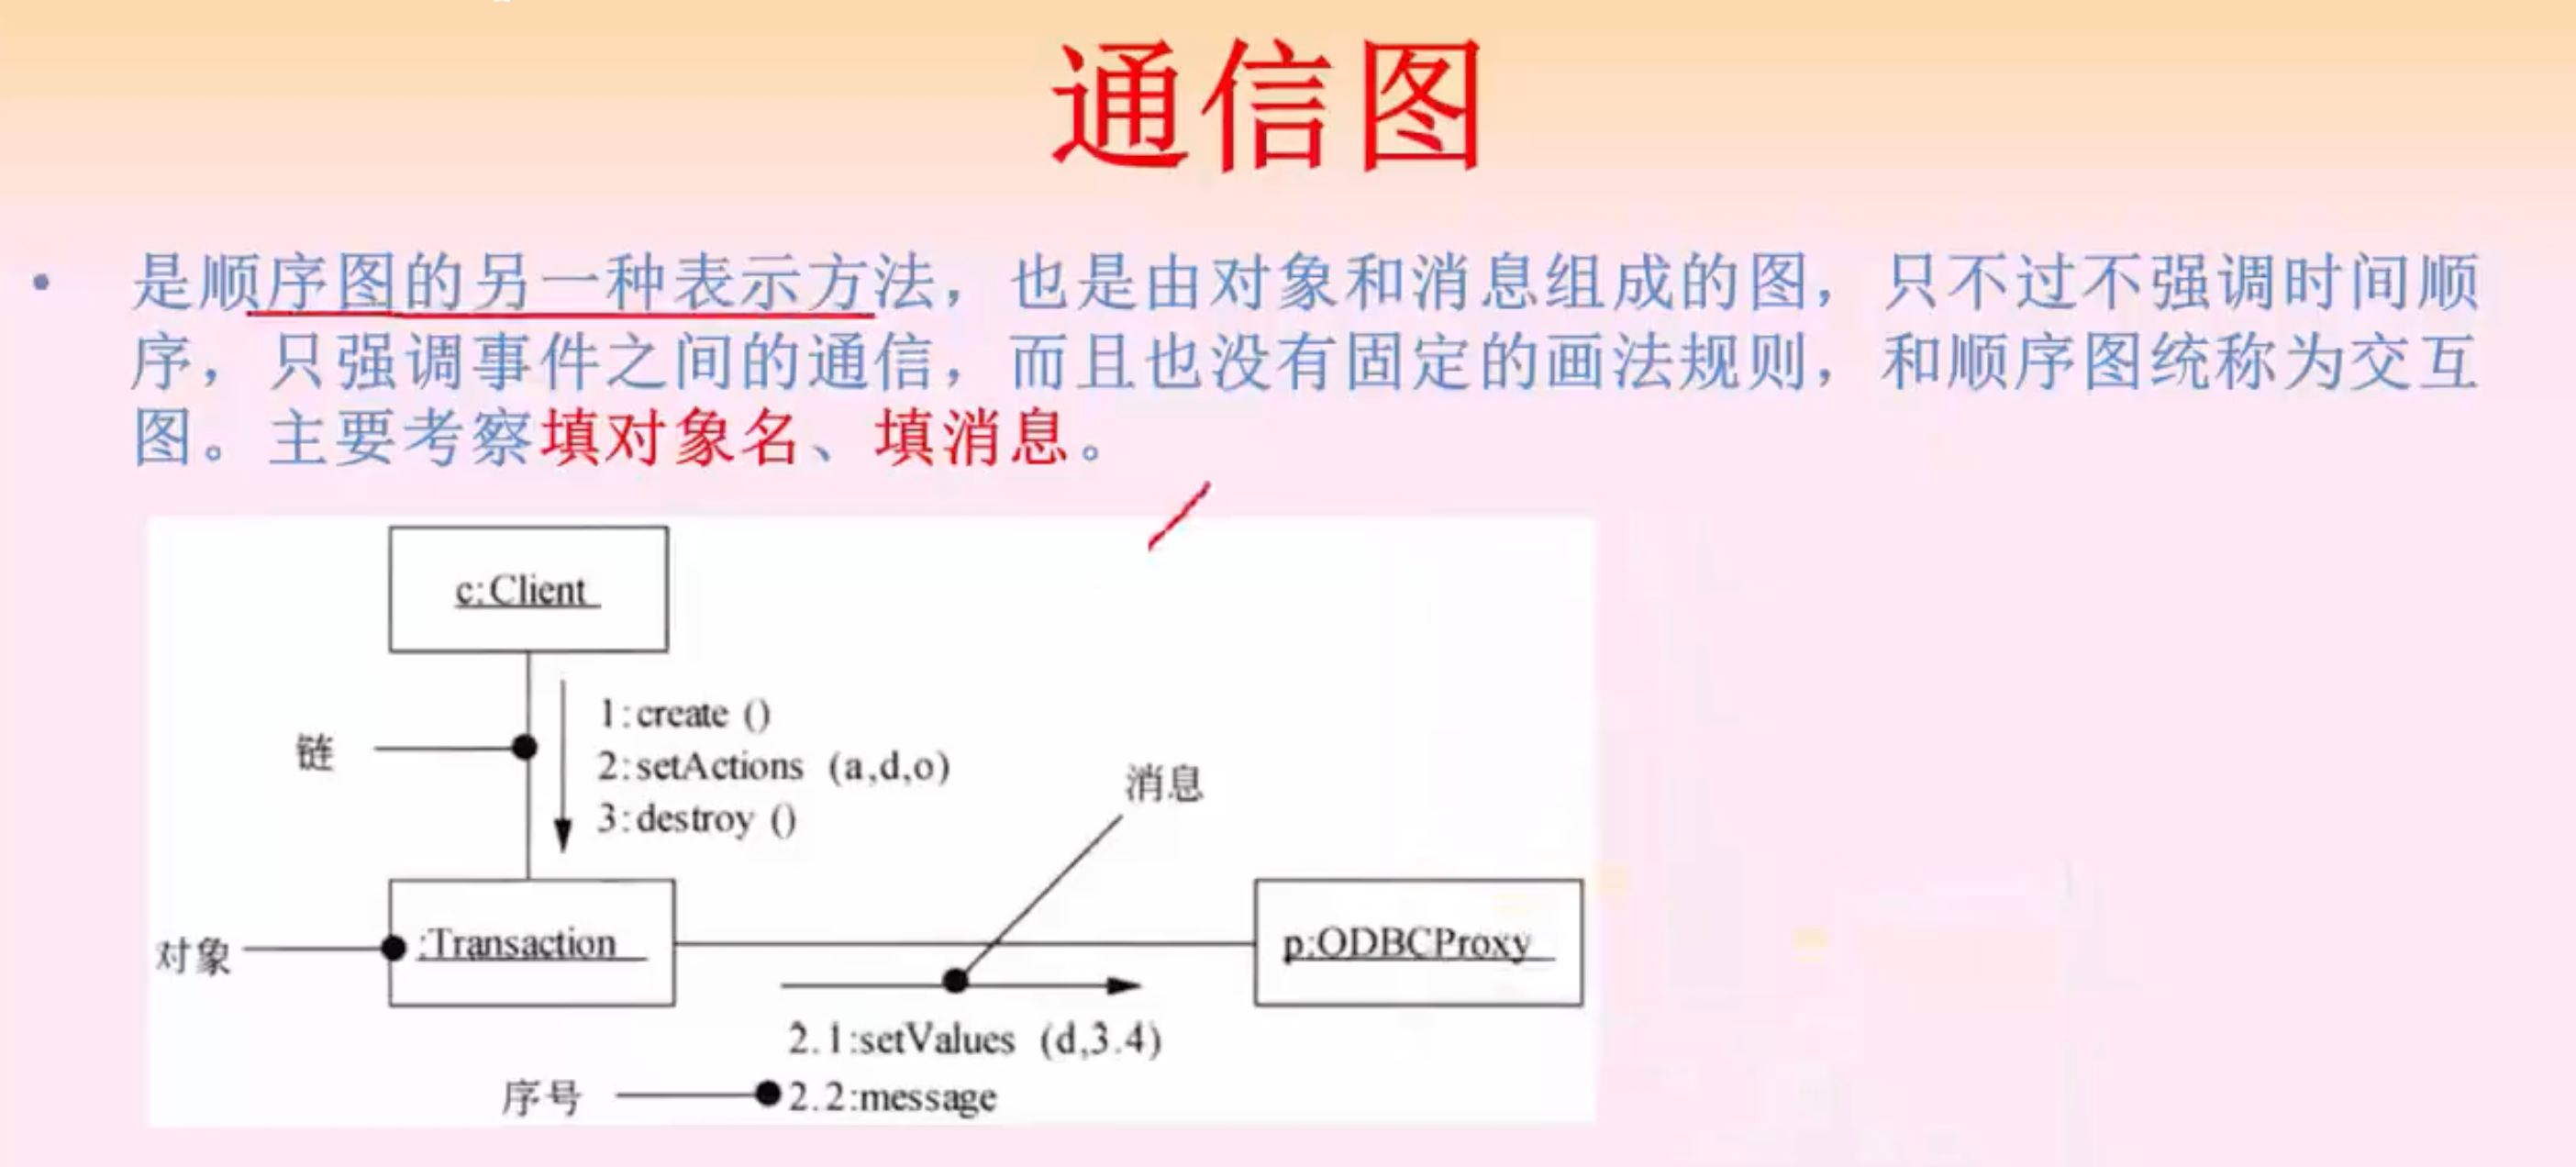 通信图
• 是顺序图的另一种表示方法，也是由对象和消息组成的图，只不过不强调时间顺
序，只强调事件之间的通信，而且也没有固定的画法规则，和顺序图统称为交互
图。主要考察填对象名、填消息。
c:Client
1:create ()
链
2:setActions (a,d,o)
消息
3:destroy ()
对象
:Transaction
p:ODBCProxy
2.1:setValues (d,3.4)
序号
2.2:message